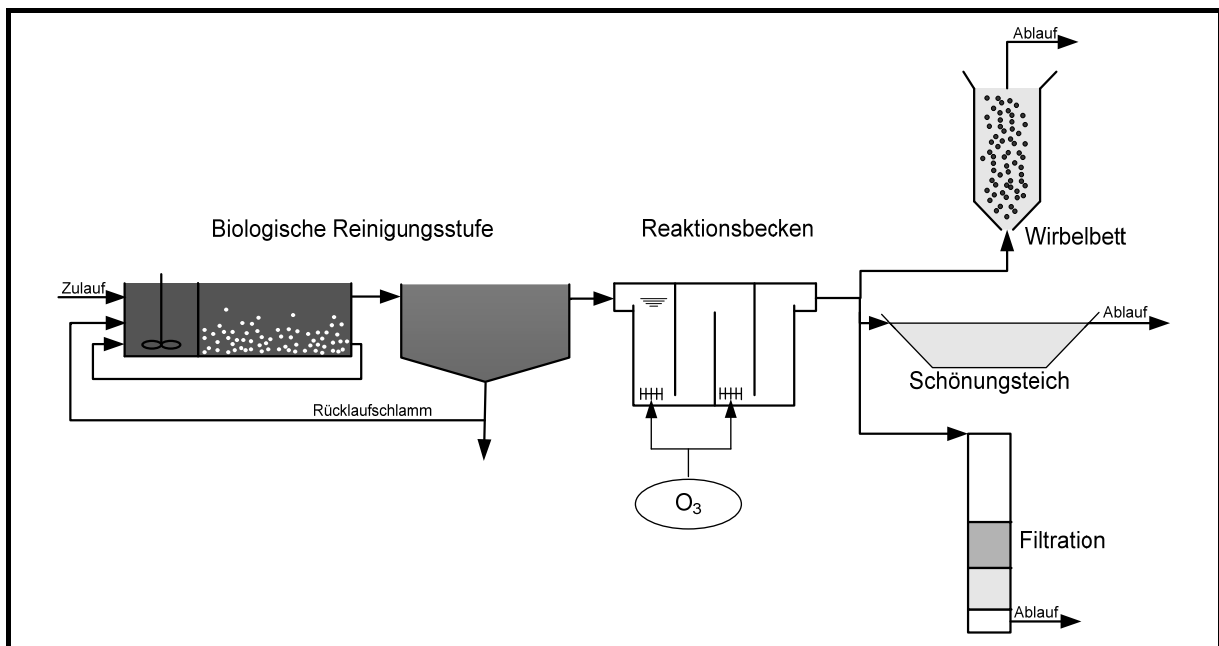 Ablauf
Biologische Reinigungsstufe
Reaktionsbecken
Wirbelbett
Zulauf
Ablauf
Schönungsteich
Rücklaufschlamm
O₃
Filtration
Ablauf